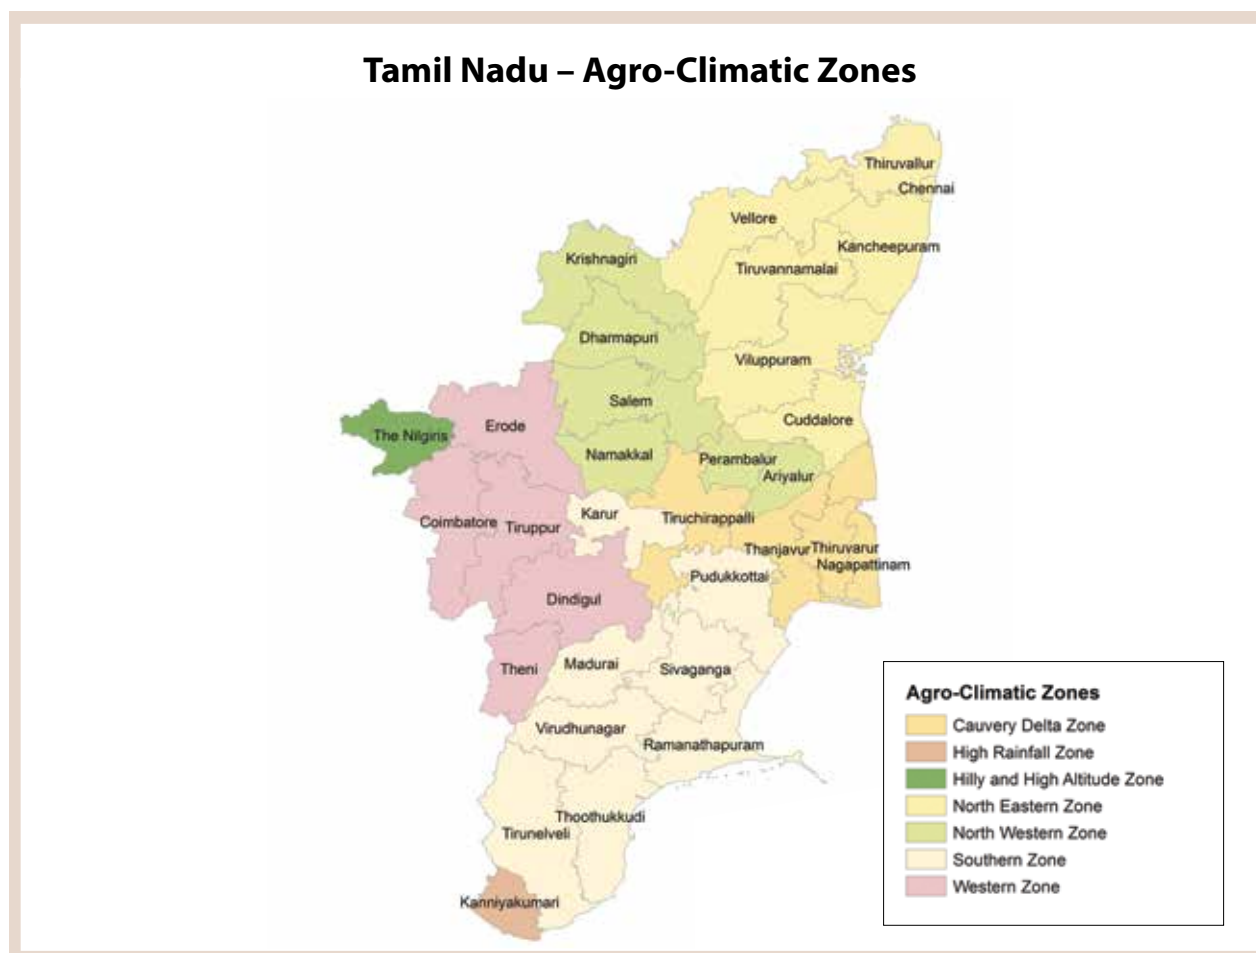 Tamil Nadu – Agro-Climatic Zones
Thiruvallur
Chennai
Vellore
Kancheepuram
Krishnagiri
Tiruvannamalai
Dharmapuri
Viluppuram
Salem
Cuddalore
The Nilgiris
Erode
Namakkal
Perambalur
Ariyalur
Karur
Tiruchirappalli
Coimbatore
Tiruppur
Thanjavur
Thiruvarur
Nagapattinam
Pudukkottai
Dindigul
Theni
Madurai
Sivaganga
Virudhunagar
Ramanathapuram
Thoothukkudi
Tirunelveli
Kanniyakumari
Agro-Climatic Zones
Cauvery Delta Zone
High Rainfall Zone
Hilly and High Altitude Zone
North Eastern Zone
North Western Zone
Southern Zone
Western Zone